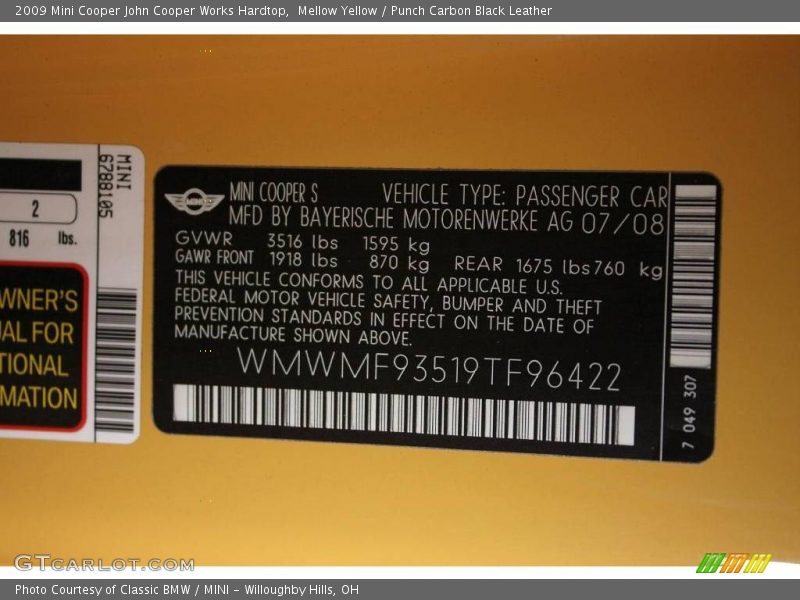 2009 Mini Cooper John Cooper Works Hardtop,  Mellow Yellow / Punch Carbon Black Leather
MINI
6788105
2
816 lbs.
WNER'S
AL FOR
TIONAL
MATION
MINI
MINI COOPER S VEHICLE TYPE: PASSENGER CAR
MFD BY BAYERISCHE MOTORENWERKE AG 07/08
GVWR 3516 lbs 1595 kg
GAWR FRONT 1918 lbs 870 kg REAR 1675 lbs 760 kg
THIS VEHICLE CONFORMS TO ALL APPLICABLE U.S.
FEDERAL MOTOR VEHICLE SAFETY, BUMPER AND THEFT
PREVENTION STANDARDS IN EFFECT ON THE DATE OF
MANUFACTURE SHOWN ABOVE.
WMWMF93519TF96422
7 049 307
GTCARLOT.COM
Photo Courtesy of Classic BMW / MINI - Willoughby Hills, OH